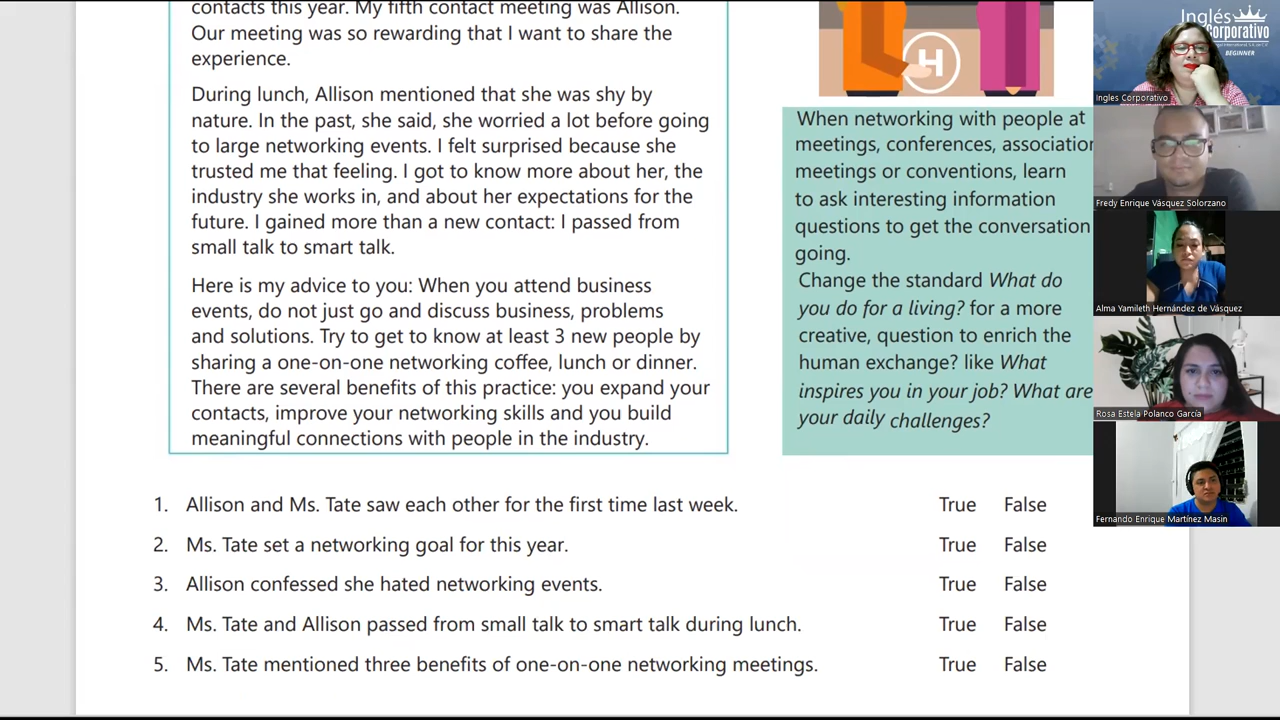 contacts this year. My fifth contact meeting was Allison.
Our meeting was so rewarding that I want to share the
experience.
During lunch, Allison mentioned that she was shy by
nature. In the past, she said, she worried a lot before going
to large networking events. I felt surprised because she
trusted me that feeling. I got to know more about her, the
industry she works in, and about her expectations for the
future. I gained more than a new contact: I passed from
small talk to smart talk.
Here is my advice to you: When you attend business
events, do not just go and discuss business, problems
and solutions. Try to get to know at least 3 new people by
sharing a one-on-one networking coffee, lunch or dinner.
There are several benefits of this practice: you expand your
contacts, improve your networking skills and you build
meaningful connections with people in the industry.
H
When networking with people at
meetings, conferences, association
meetings or conventions, learn
to ask interesting information
questions to get the conversation
going.
Change the standard What do
you do for a living? for a more
creative, question to enrich the
human exchange? like What
inspires you in your job? What are
your daily challenges?
1. Allison and Ms. Tate saw each other for the first time last week. True False
2. Ms. Tate set a networking goal for this year. True False
3. Allison confessed she hated networking events. True False
4. Ms. Tate and Allison passed from small talk to smart talk during lunch. True False
5. Ms. Tate mentioned three benefits of one-on-one networking meetings. True False
Inglés
Corporativo
BEGINNER
Ingles Corporativo
Fredy Enrique Vásquez Solorzano
Alma Yamileth Hernández de Vásquez
Rosa Estela Polanco García
Fernando Enrique Martínez Masin